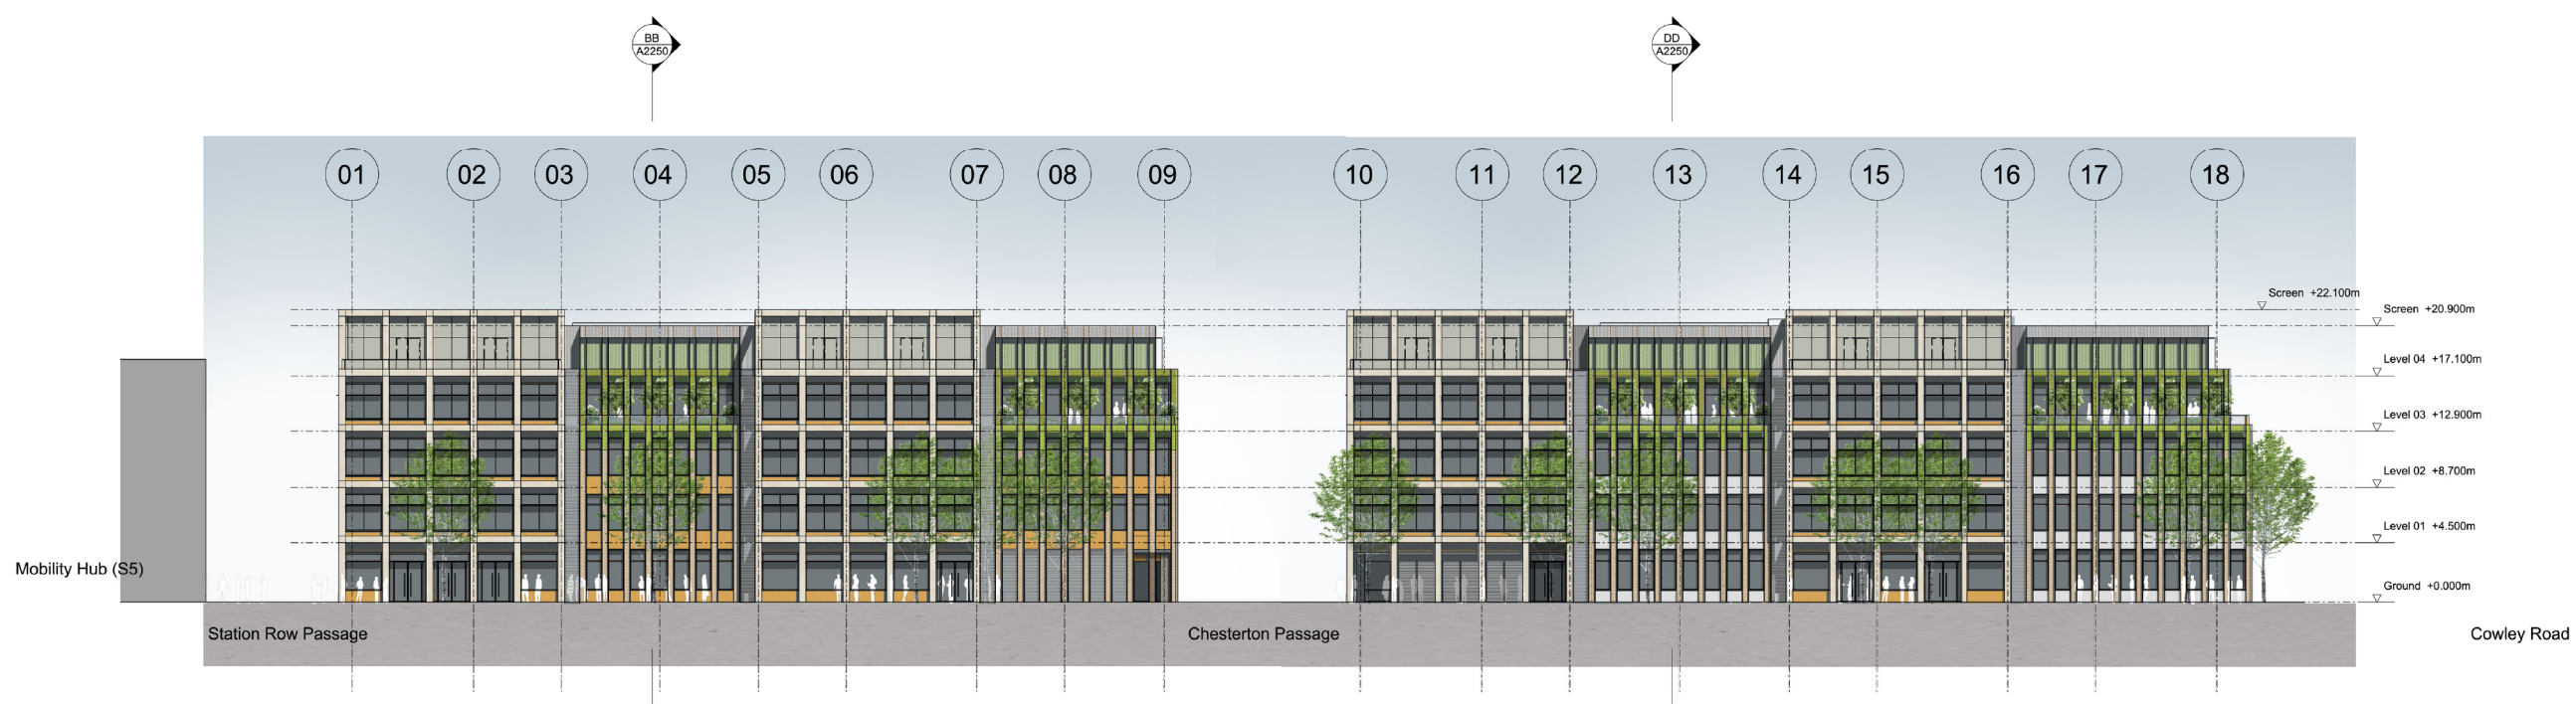 BB
A2250
DD
A2250
01
02
03
04
05
06
07
08
09
10
11
12
13
14
15
16
17
18
Screen +22.100m
Screen +20.900m
Level 04 +17.100m
Level 03 +12.900m
Level 02 +8.700m
Level 01 +4.500m
Mobility Hub (S5)
Ground +0.000m
Station Row Passage
Chesterton Passage
Cowley Road